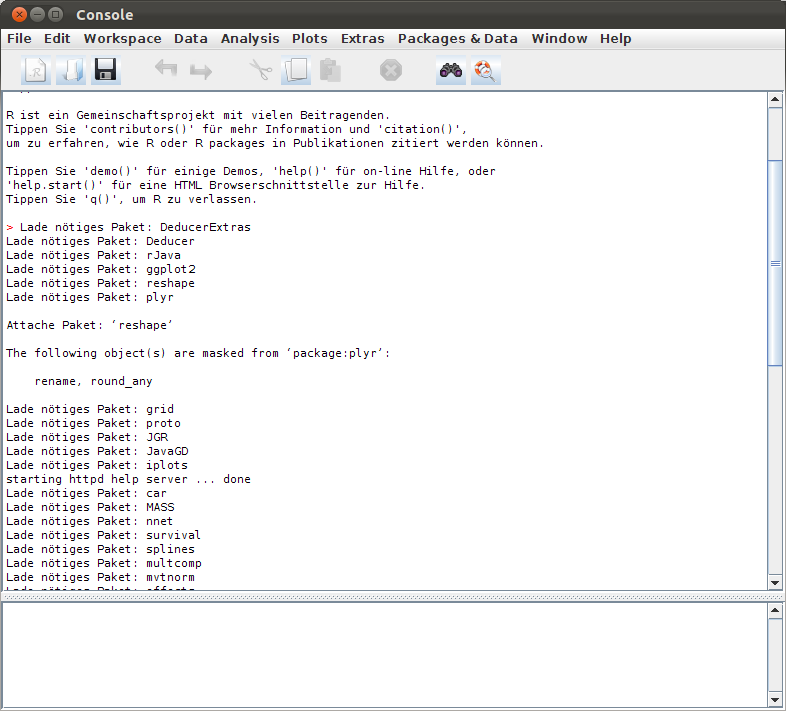 Console
File Edit Workspace Data Analysis Plots Extras Packages & Data Window Help
R ist ein Gemeinschaftsprojekt mit vielen Beitragenden.
Tippen Sie 'contributors()' für mehr Information und 'citation()',
um zu erfahren, wie R oder R packages in Publikationen zitiert werden können.
Tippen Sie 'demo()' für einige Demos, 'help()' für on-line Hilfe, oder
'help.start()' für eine HTML Browserschnittstelle zur Hilfe.
Tippen Sie 'q()', um R zu verlassen.
> Lade nötiges Paket: DeducerExtras
Lade nötiges Paket: Deducer
Lade nötiges Paket: rJava
Lade nötiges Paket: ggplot2
Lade nötiges Paket: reshape
Lade nötiges Paket: plyr
Attache Paket: ‘reshape’
The following object(s) are masked from ‘package:plyr’:
rename, round_any
Lade nötiges Paket: grid
Lade nötiges Paket: proto
Lade nötiges Paket: JGR
Lade nötiges Paket: JavaGD
Lade nötiges Paket: iplots
starting httpd help server ... done
Lade nötiges Paket: car
Lade nötiges Paket: MASS
Lade nötiges Paket: nnet
Lade nötiges Paket: survival
Lade nötiges Paket: splines
Lade nötiges Paket: multcomp
Lade nötiges Paket: mvtnorm
Lade nötiges Paket: effects